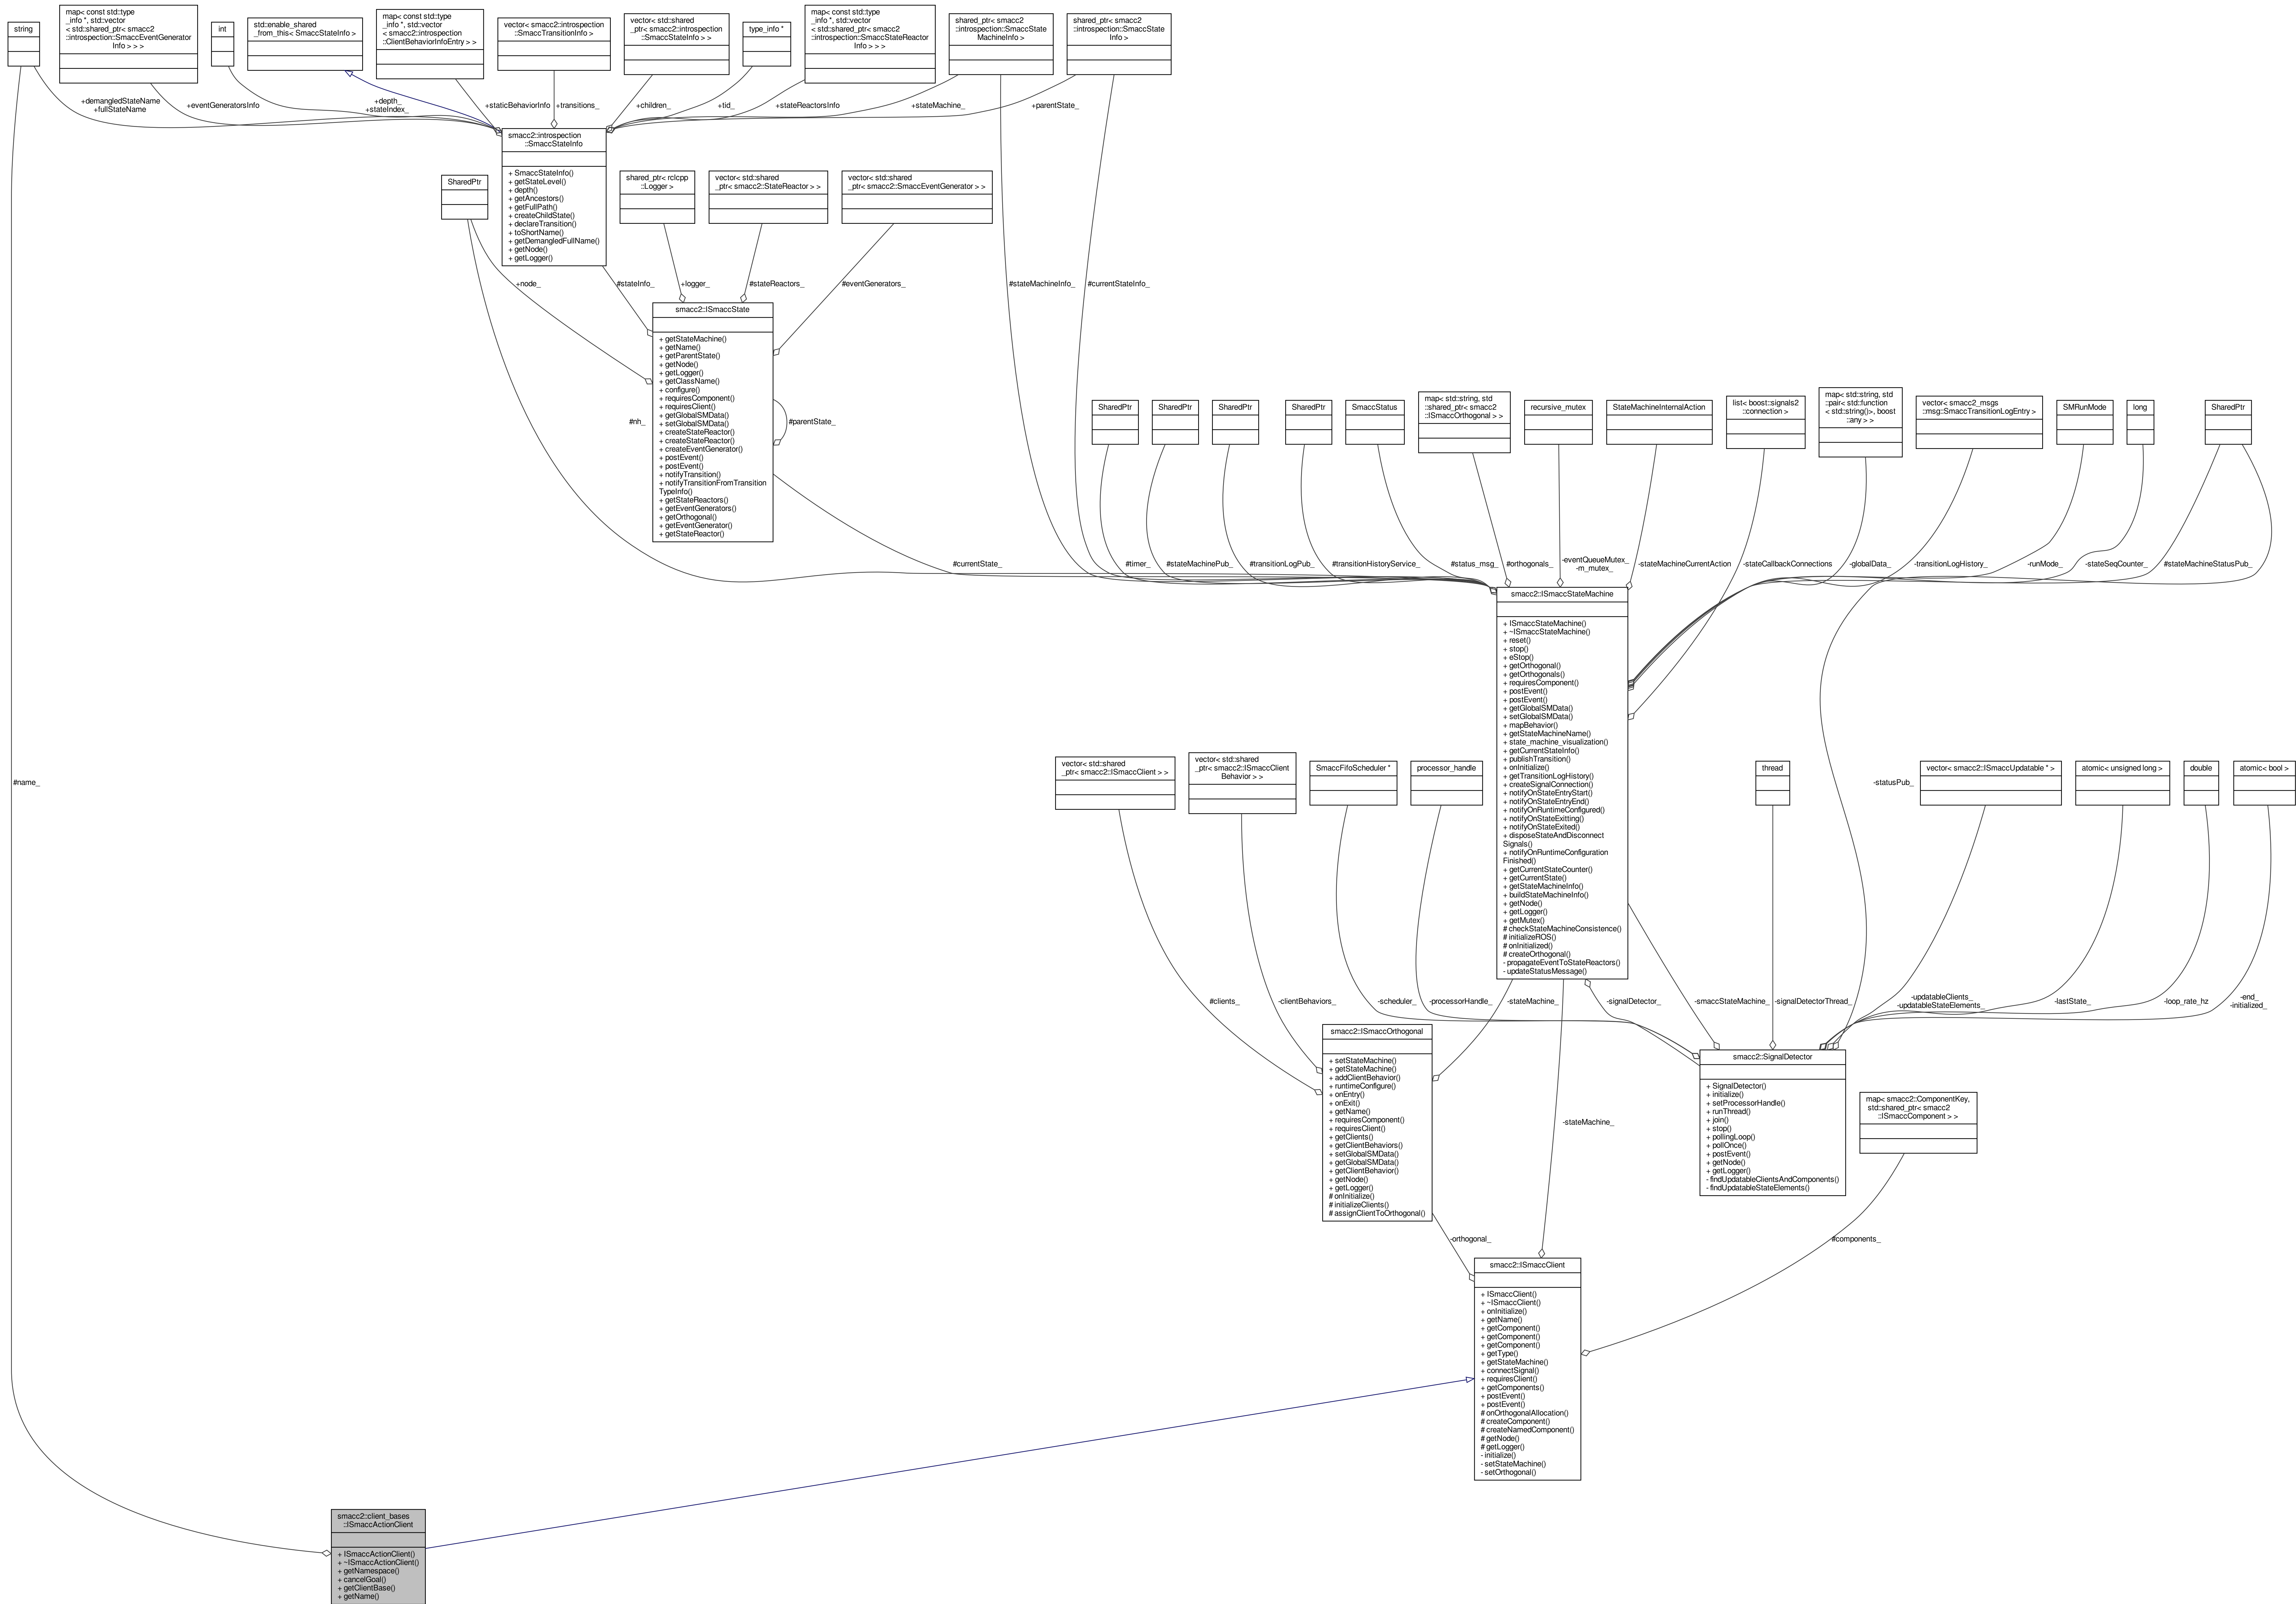 string
map< const std::type
_info *, std::vector
< std::shared_ptr< smacc2
::introspection::SmaccEventGenerator
Info > > >
int
std::enable_shared
_from_this< SmaccStateInfo >
map< const std::type
_info *, std::vector
< smacc2::introspection
::ClientBehaviorInfoEntry > >
vector< smacc2::introspection
::SmaccTransitionInfo >
vector< std::shared
_ptr< smacc2::introspection
::SmaccStateInfo > >
type_info *
map< const std::type
_info *, std::vector
< std::shared_ptr< smacc2
::introspection::SmaccStateReactor
Info > > >
shared_ptr< smacc2
::introspection::SmaccState
MachineInfo >
shared_ptr< smacc2
::introspection::SmaccState
Info >
+demangledStateName
+fullStateName
+eventGeneratorsInfo
+depth_
+stateIndex_
+staticBehaviorInfo
+transitions_
+children_
+tid_
+stateReactorsInfo
+stateMachine_
+parentState_
smacc2::introspection
::SmaccStateInfo
+ SmaccStateInfo()
+ getStateLevel()
+ depth()
+ getAncestors()
+ getFullPath()
+ createChildState()
+ declareTransition()
+ toShortName()
+ getDemangledFullName()
+ getNode()
+ getLogger()
SharedPtr
shared_ptr< rclcpp
::Logger >
vector< std::shared
_ptr< smacc2::StateReactor > >
vector< std::shared
_ptr< smacc2::SmaccEventGenerator > >
+node_
#stateInfo_
+logger_
#stateReactors_
#eventGenerators_
#stateMachineInfo_
#currentStateInfo_
smacc2::ISmaccState
+ getStateMachine()
+ getName()
+ getParentState()
+ getNode()
+ getLogger()
+ getClassName()
+ configure()
+ requiresComponent()
+ requiresClient()
+ getGlobalSMData()
+ setGlobalSMData()
+ createStateReactor()
+ createStateReactor()
+ createEventGenerator()
+ postEvent()
+ postEvent()
+ notifyTransition()
+ notifyTransitionFromTransition
TypeInfo()
+ getStateReactors()
+ getEventGenerators()
+ getOrthogonal()
+ getEventGenerator()
+ getStateReactor()
#nh_
#parentState_
SharedPtr
SharedPtr
SharedPtr
SharedPtr
SmaccStatus
map< std::string, std
::shared_ptr< smacc2
::ISmaccOrthogonal > >
recursive_mutex
StateMachineInternalAction
list< boost::signals2
::connection >
map< std::string, std
::pair< std::function
< std::string()>, boost
::any > >
vector< smacc2_msgs
::msg::SmaccTransitionLogEntry >
SMRunMode
long
SharedPtr
#currentState_
#timer_
#stateMachinePub_
#transitionLogPub_
#transitionHistoryService_
#status_msg_
#orthogonals_
-eventQueueMutex_
-m_mutex_
-stateMachineCurrentAction
-stateCallbackConnections
-globalData_
-transitionLogHistory_
-runMode_
-stateSeqCounter_
#stateMachineStatusPub_
smacc2::ISmaccStateMachine
+ ISmaccStateMachine()
+ ~ISmaccStateMachine()
+ reset()
+ stop()
+ eStop()
+ getOrthogonal()
+ getOrthogonals()
+ requiresComponent()
+ postEvent()
+ postEvent()
+ getGlobalSMData()
+ setGlobalSMData()
+ mapBehavior()
+ getStateMachineName()
+ state_machine_visualization()
+ getCurrentStateInfo()
+ publishTransition()
+ onInitialize()
+ getTransitionLogHistory()
+ createSignalConnection()
+ notifyOnStateEntryStart()
+ notifyOnStateEntryEnd()
+ notifyOnRuntimeConfigured()
+ notifyOnStateExitting()
+ notifyOnStateExited()
+ disposeStateAndDisconnect
Signals()
+ notifyOnRuntimeConfiguration
Finished()
+ getCurrentStateCounter()
+ getCurrentState()
+ getStateMachineInfo()
+ buildStateMachineInfo()
+ getNode()
+ getLogger()
+ getMutex()
# checkStateMachineConsistence()
# initializeROS()
# onInitialized()
# createOrthogonal()
- propagateEventToStateReactors()
- updateStatusMessage()
#name_
vector< std::shared
_ptr< smacc2::ISmaccClient > >
vector< std::shared
_ptr< smacc2::ISmaccClient
Behavior > >
SmaccFifoScheduler *
processor_handle
thread
-statusPub_
vector< smacc2::ISmaccUpdatable * >
atomic< unsigned long >
double
atomic< bool >
#clients_
-clientBehaviors_
-scheduler_
-processorHandle_
-stateMachine_
-signalDetector_
-smaccStateMachine_
-signalDetectorThread_
-updatableClients_
-updatableStateElements_
-lastState_
-loop_rate_hz
-end_
-initialized_
smacc2::ISmaccOrthogonal
+ setStateMachine()
+ getStateMachine()
+ addClientBehavior()
+ runtimeConfigure()
+ onEntry()
+ onExit()
+ getName()
+ requiresComponent()
+ requiresClient()
+ getClients()
+ getClientBehaviors()
+ setGlobalSMData()
+ getGlobalSMData()
+ getClientBehavior()
+ getNode()
+ getLogger()
# onInitialize()
# initializeClients()
# assignClientToOrthogonal()
smacc2::SignalDetector
+ SignalDetector()
+ initialize()
+ setProcessorHandle()
+ runThread()
+ join()
+ stop()
+ pollingLoop()
+ pollOnce()
+ postEvent()
+ getNode()
+ getLogger()
- findUpdatableClientsAndComponents()
- findUpdatableStateElements()
map< smacc2::ComponentKey,
std::shared_ptr< smacc2
::ISmaccComponent > >
-stateMachine_
-orthogonal_
#components_
smacc2::ISmaccClient
+ ISmaccClient()
+ ~ISmaccClient()
+ onInitialize()
+ getName()
+ getComponent()
+ getComponent()
+ getComponent()
+ getType()
+ getStateMachine()
+ connectSignal()
+ requiresClient()
+ getComponents()
+ postEvent()
+ postEvent()
# onOrthogonalAllocation()
# createComponent()
# createNamedComponent()
# getNode()
# getLogger()
- initialize()
- setStateMachine()
- setOrthogonal()
smacc2::client_bases
::ISmaccActionClient
+ ISmaccActionClient()
+ ~ISmaccActionClient()
+ getNamespace()
+ cancelGoal()
+ getClientBase()
+ getName()